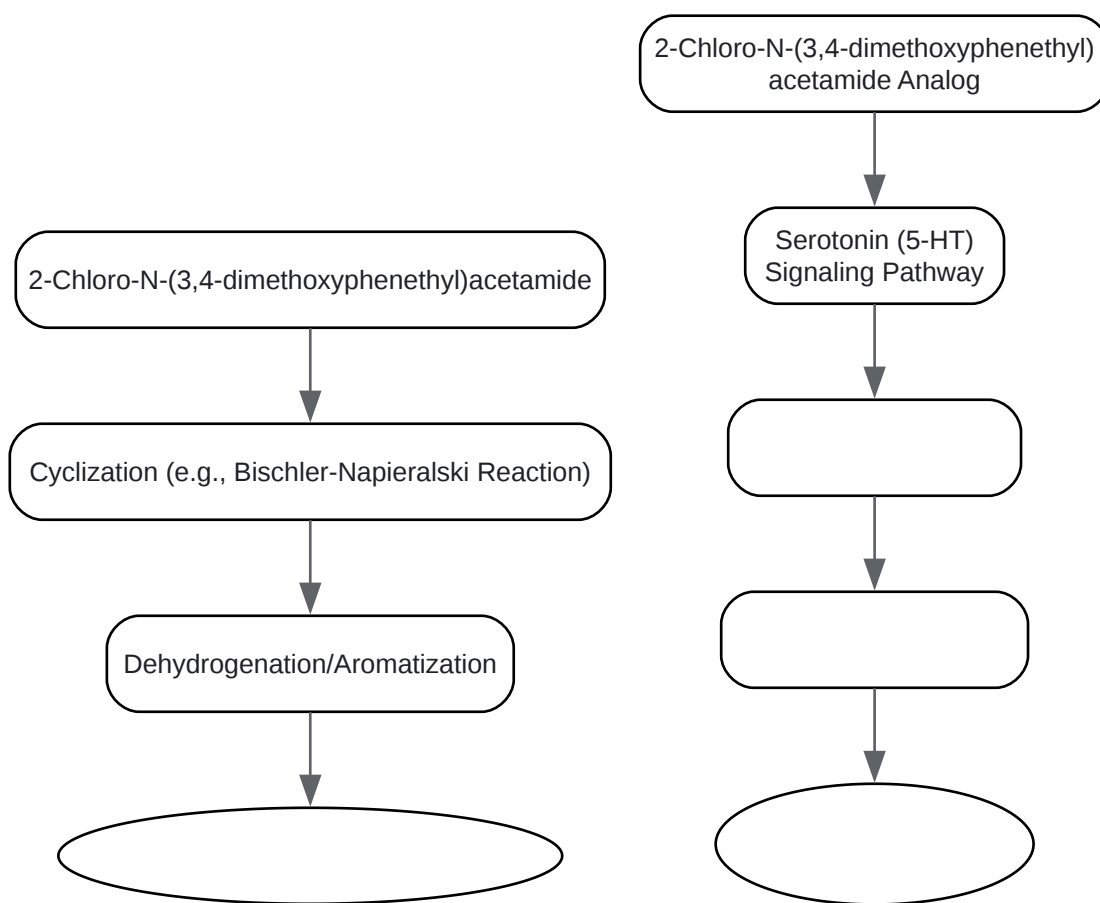 2-Chloro-N-(3,4-dimethoxyphenethyl)
acetamide Analog
Serotonin (5-HT)
Signaling Pathway
2-Chloro-N-(3,4-dimethoxyphenethyl)acetamide
Cyclization (e.g., Bischler-Napieralski Reaction)
Dehydrogenation/Aromatization